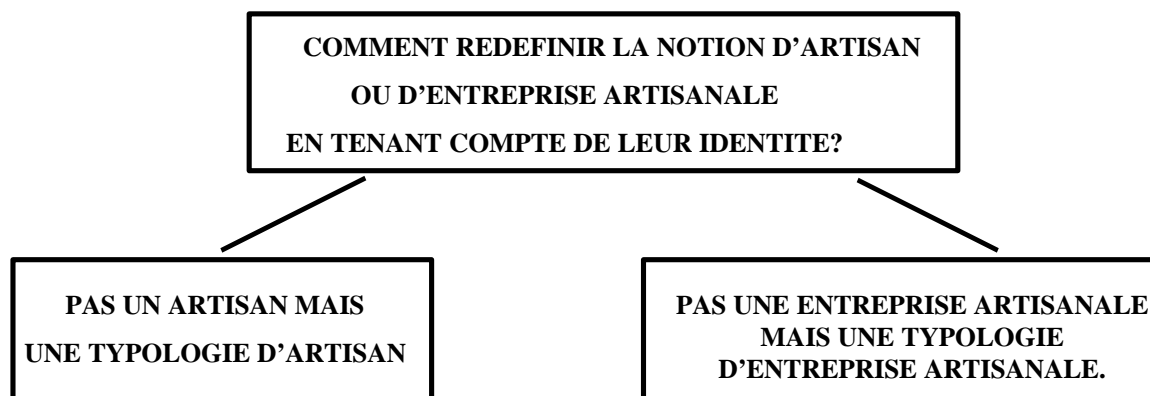 COMMENT REDEFINIR LA NOTION D’ARTISAN
OU D’ENTREPRISE ARTISANALE
EN TENANT COMPTE DE LEUR IDENTITE?
PAS UN ARTISAN MAIS
UNE TYPOLOGIE D’ARTISAN
PAS UNE ENTREPRISE ARTISANALE
MAIS UNE TYPOLOGIE
D’ENTREPRISE ARTISANALE.